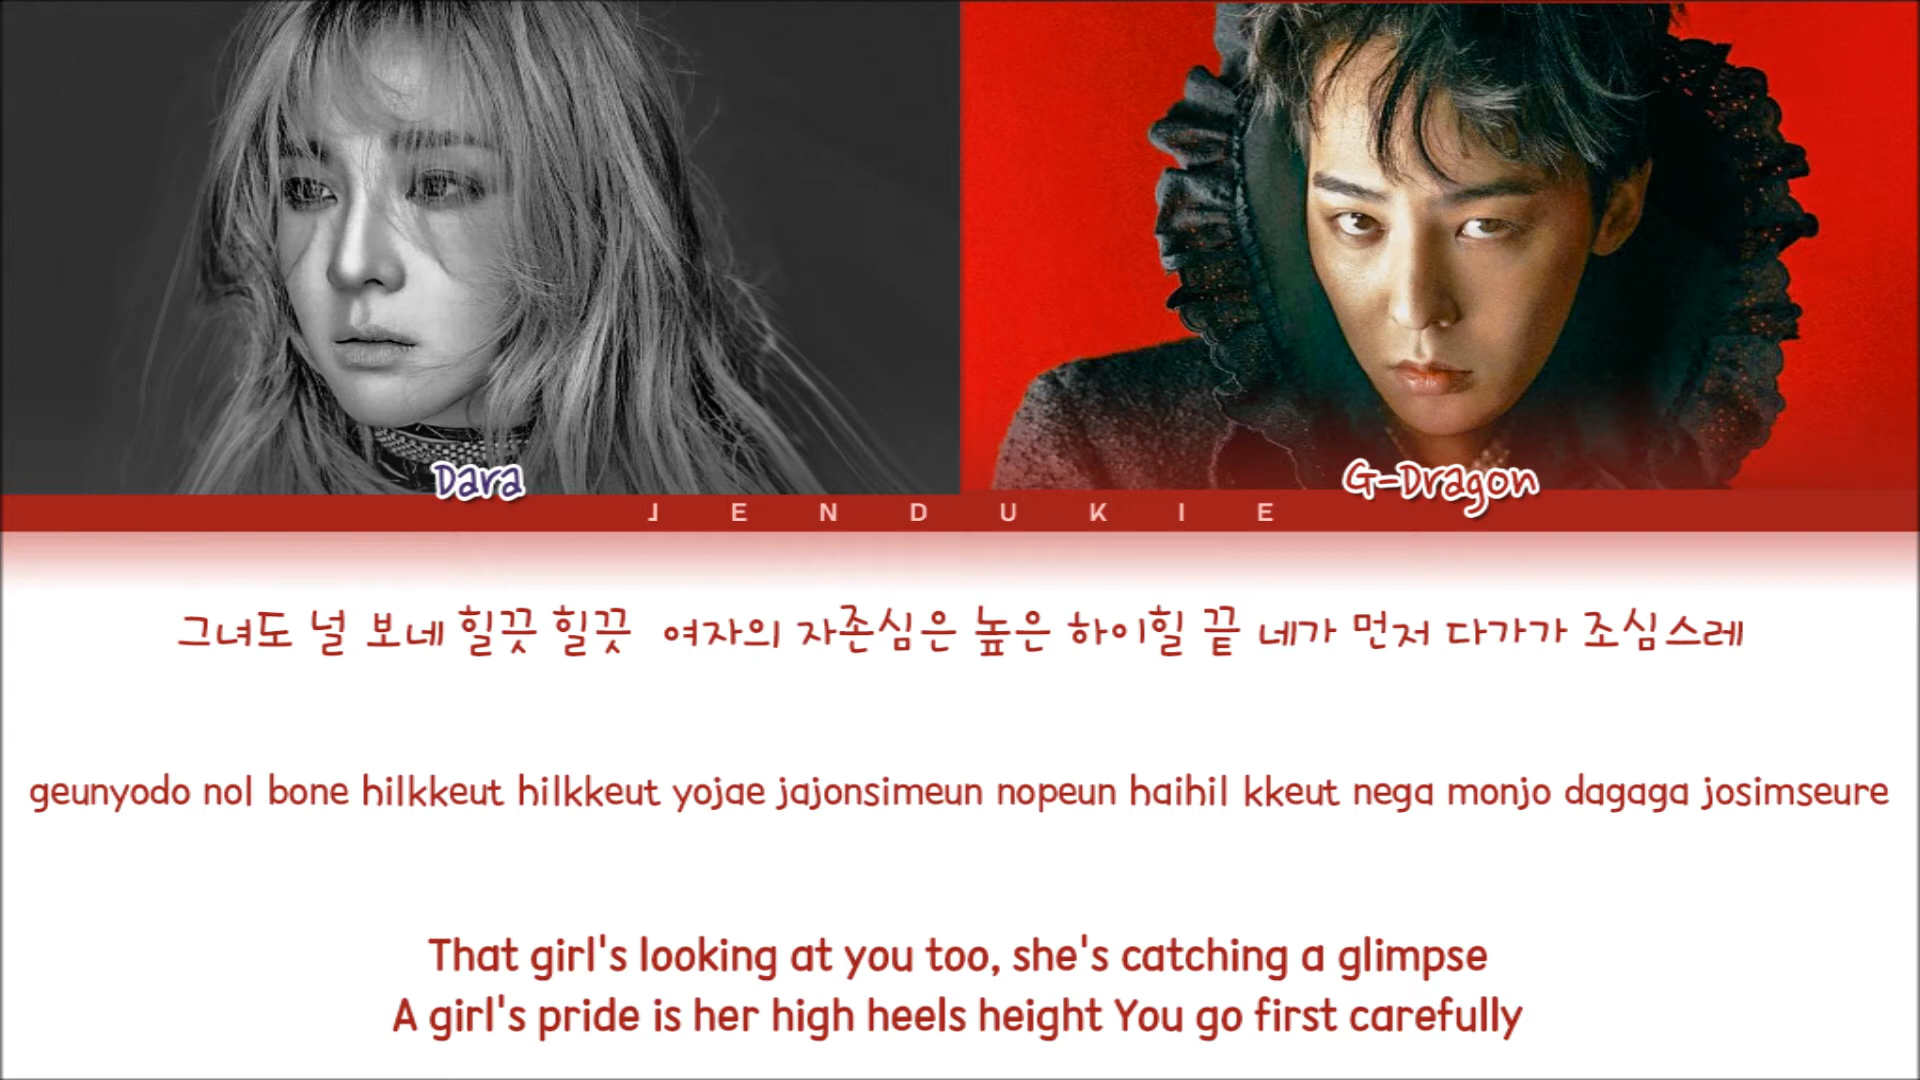 Dara
G-Dragon
JENDUKIE
그녀도 널 보네 힐끗 힐끗 여자의 자존심은 높은 하이힐 끝 네가 먼저 다가가 조심스레
geunyodo nol bone hilkkeut hilkkeut yojae jajonsimeun nopeun haihil kkeut nega monjo dagaga josimseure
That girl's looking at you too, she's catching a glimpse
A girl's pride is her high heels height You go first carefully